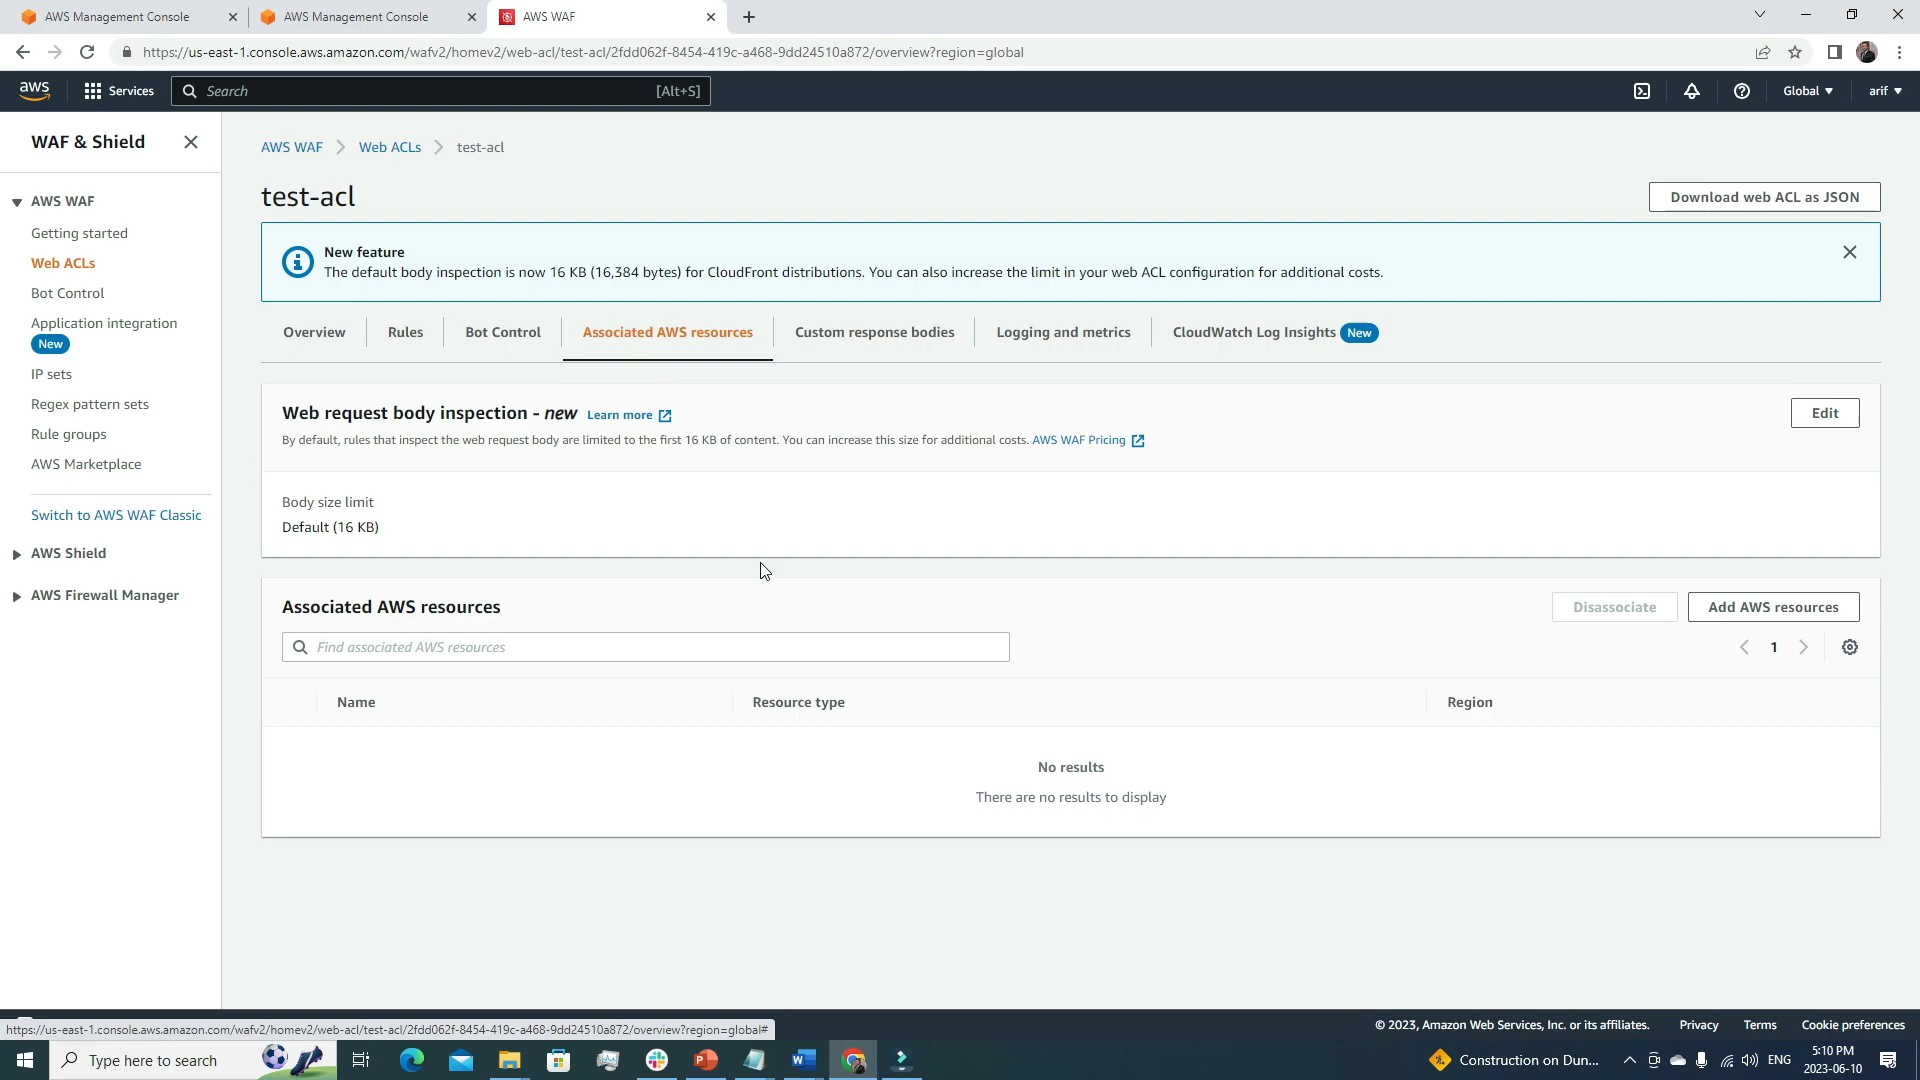 AWS Management Console
AWS Management Console
AWS WAF
https://us-east-1.console.aws.amazon.com/wafv2/homev2/web-acl/test-acl/2fdd062f-8454-419c-a468-9dd24510a872/overview?region=global
aws
Services
Search
[Alt+S]
Global
arif
WAF & Shield
AWS WAF
Getting started
Web ACLs
Bot Control
Application integration
New
IP sets
Regex pattern sets
Rule groups
AWS Marketplace
Switch to AWS WAF Classic
AWS Shield
AWS Firewall Manager
AWS WAF > Web ACLs > test-acl
test-acl
Download web ACL as JSON
New feature
The default body inspection is now 16 KB (16,384 bytes) for CloudFront distributions. You can also increase the limit in your web ACL configuration for additional costs.
Overview
Rules
Bot Control
Associated AWS resources
Custom response bodies
Logging and metrics
CloudWatch Log Insights New
Web request body inspection - new Learn more
Edit
By default, rules that inspect the web request body are limited to the first 16 KB of content. You can increase this size for additional costs. AWS WAF Pricing
Body size limit
Default (16 KB)
Associated AWS resources
Disassociate
Add AWS resources
Find associated AWS resources
1
Name
Resource type
Region
No results
There are no results to display
https://us-east-1.console.aws.amazon.com/wafv2/homev2/web-acl/test-acl/2fdd062f-8454-419c-a468-9dd24510a872/overview?region=global#
© 2023, Amazon Web Services, Inc. or its affiliates.
Privacy
Terms
Cookie preferences
Type here to search
Construction on Dun...
ENG
5:10 PM
2023-06-10